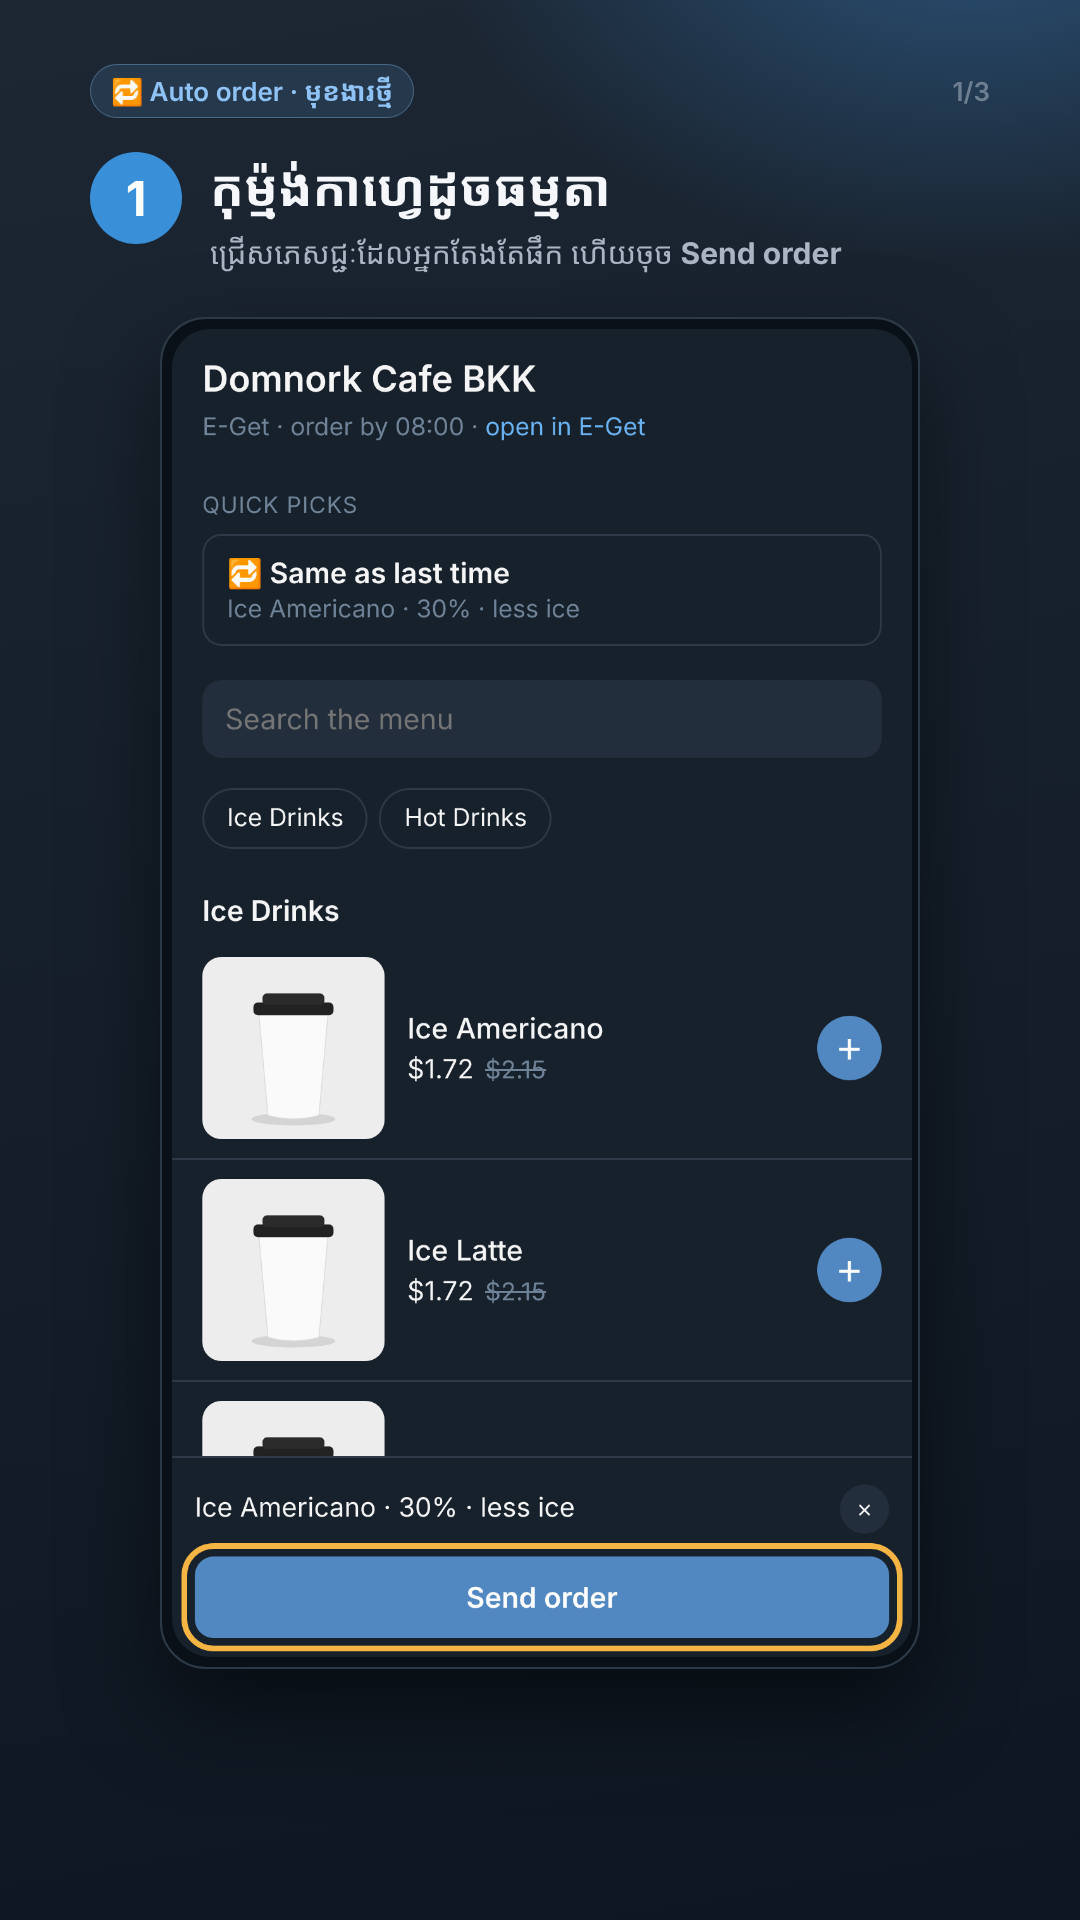 🔁 Auto order · មុខងារថ្មី
1/3
1
កុម្ម៉ង់កាហ្វេដូចធម្មតា
ជ្រើសភេសជ្ជៈដែលអ្នកតែងតែផឹក ហើយចុច Send order
Domnork Cafe BKK
E-Get · order by 08:00 · open in E-Get
QUICK PICKS
🔁 Same as last time
Ice Americano · 30% · less ice
Search the menu
Ice Drinks
Hot Drinks
Ice Drinks
Ice Americano
$1.72 $2.15
+
Ice Latte
$1.72 $2.15
+
Ice Americano · 30% · less ice
×
Send order